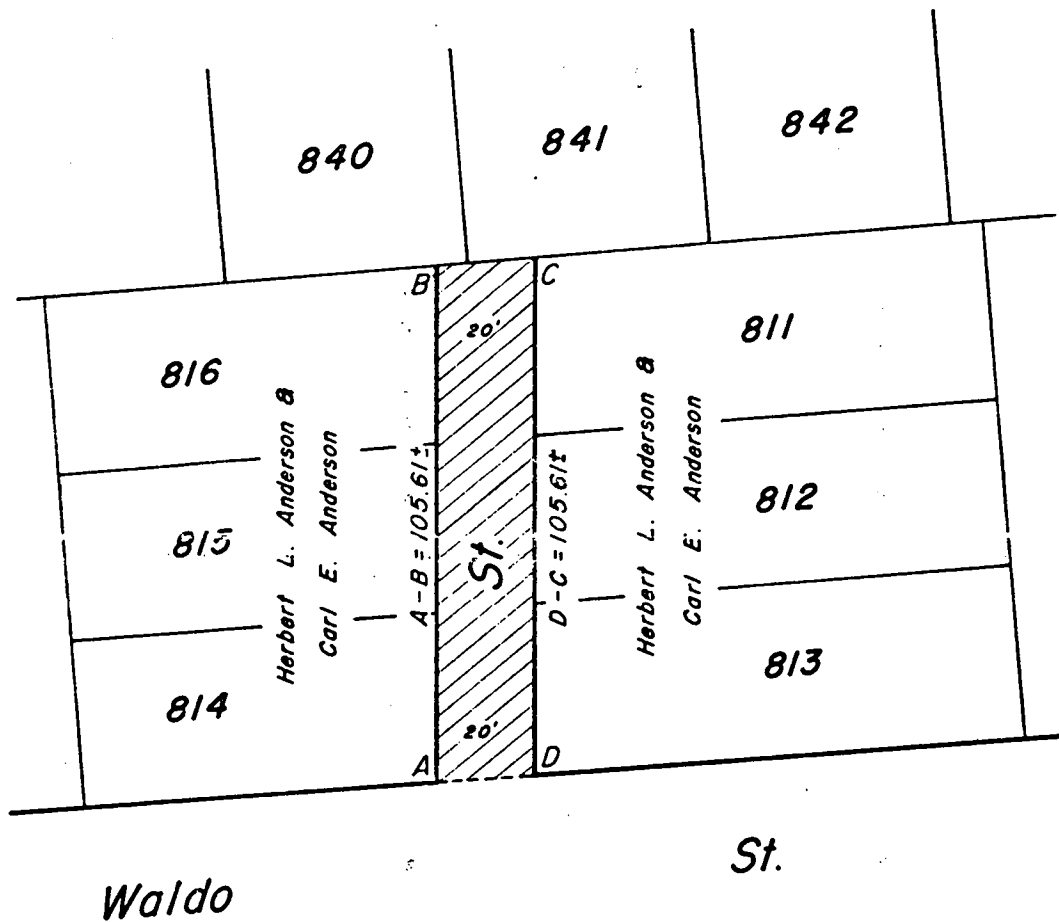 840
841
842
B
C
20'
816
811
Herbert L. Anderson &
Carl E. Anderson
A-B = 105.61±
St.
D-C = 105.61±
Herbert L. Anderson &
Carl E. Anderson
815
812
814
813
20'
A
D
Waldo St.